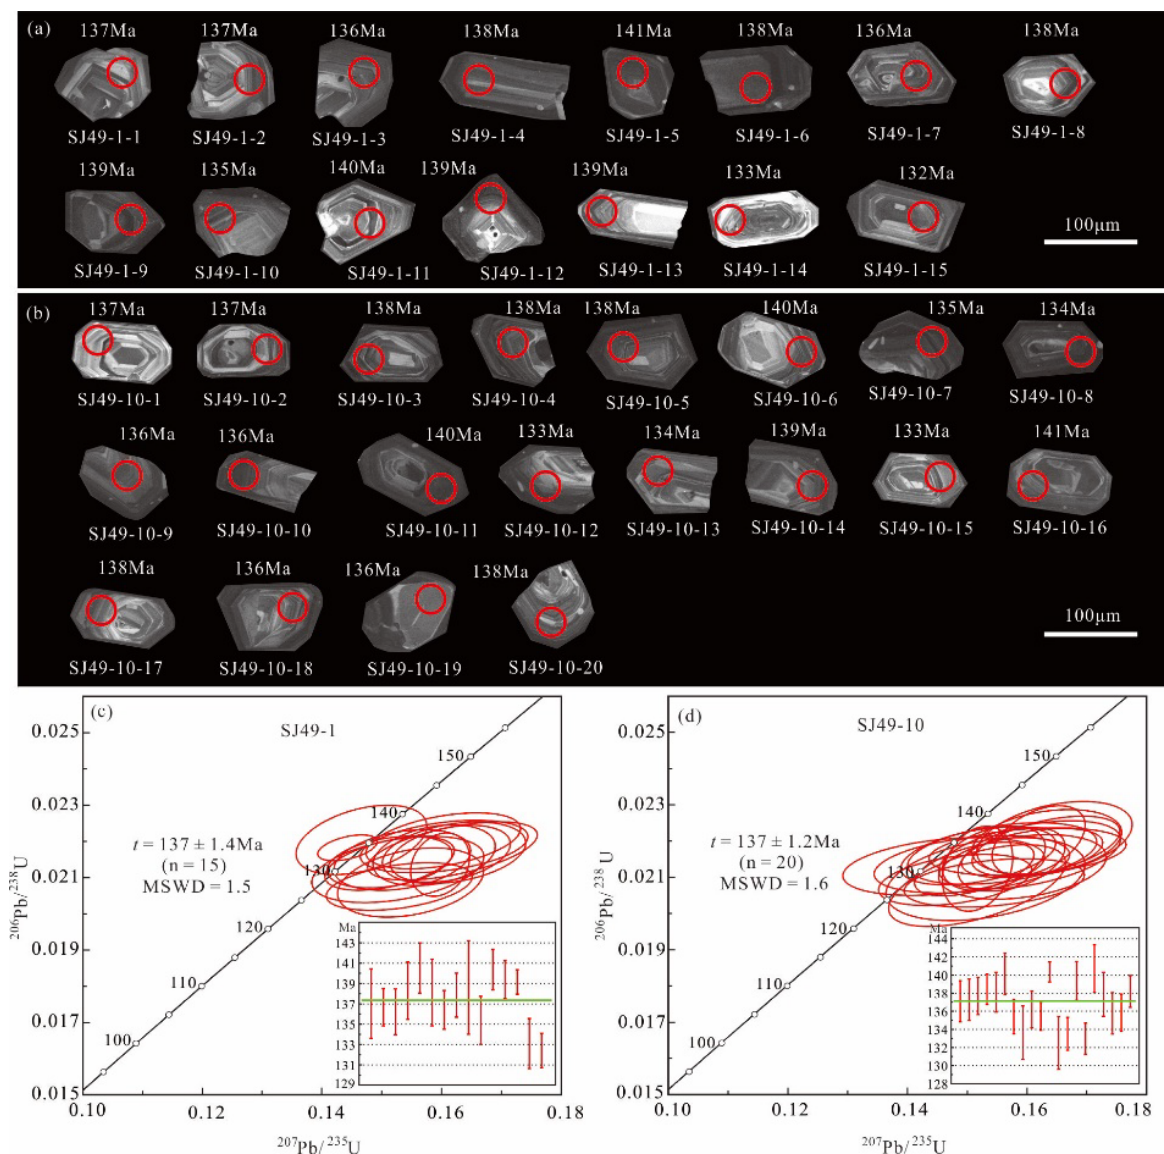 (a)
137Ma 137Ma 136Ma 138Ma 141Ma 138Ma 136Ma 138Ma
SJ49-1-1 SJ49-1-2 SJ49-1-3 SJ49-1-4 SJ49-1-5 SJ49-1-6 SJ49-1-7 SJ49-1-8
139Ma 135Ma 140Ma 139Ma 139Ma 133Ma 132Ma
100μm
SJ49-1-9 SJ49-1-10 SJ49-1-11 SJ49-1-12 SJ49-1-13 SJ49-1-14 SJ49-1-15
(b)
137Ma 137Ma 138Ma 138Ma 138Ma 140Ma 135Ma 134Ma
SJ49-10-1 SJ49-10-2 SJ49-10-3 SJ49-10-4 SJ49-10-5 SJ49-10-6 SJ49-10-7 SJ49-10-8
136Ma 136Ma 140Ma 133Ma 134Ma 139Ma 133Ma 141Ma
SJ49-10-9 SJ49-10-10 SJ49-10-11 SJ49-10-12 SJ49-10-13 SJ49-10-14 SJ49-10-15 SJ49-10-16
138Ma 136Ma 136Ma 138Ma
100μm
SJ49-10-17 SJ49-10-18 SJ49-10-19 SJ49-10-20
(c)
SJ49-1
0.025
0.023
0.021
0.019
0.017
0.015
²⁰⁶Pb/²³⁸U
150
140
130
120
110
100
t = 137 ± 1.4Ma
(n = 15)
MSWD = 1.5
Ma
143
141
139
137
135
133
131
129
0.10 0.12 0.14 0.16 0.18
²⁰⁷Pb/²³⁵U
(d)
SJ49-10
0.025
0.023
0.021
0.019
0.017
0.015
²⁰⁶Pb/²³⁸U
150
140
130
120
110
100
t = 137 ± 1.2Ma
(n = 20)
MSWD = 1.6
Ma
144
142
140
138
136
134
132
130
128
0.10 0.12 0.14 0.16 0.18
²⁰⁷Pb/²³⁵U